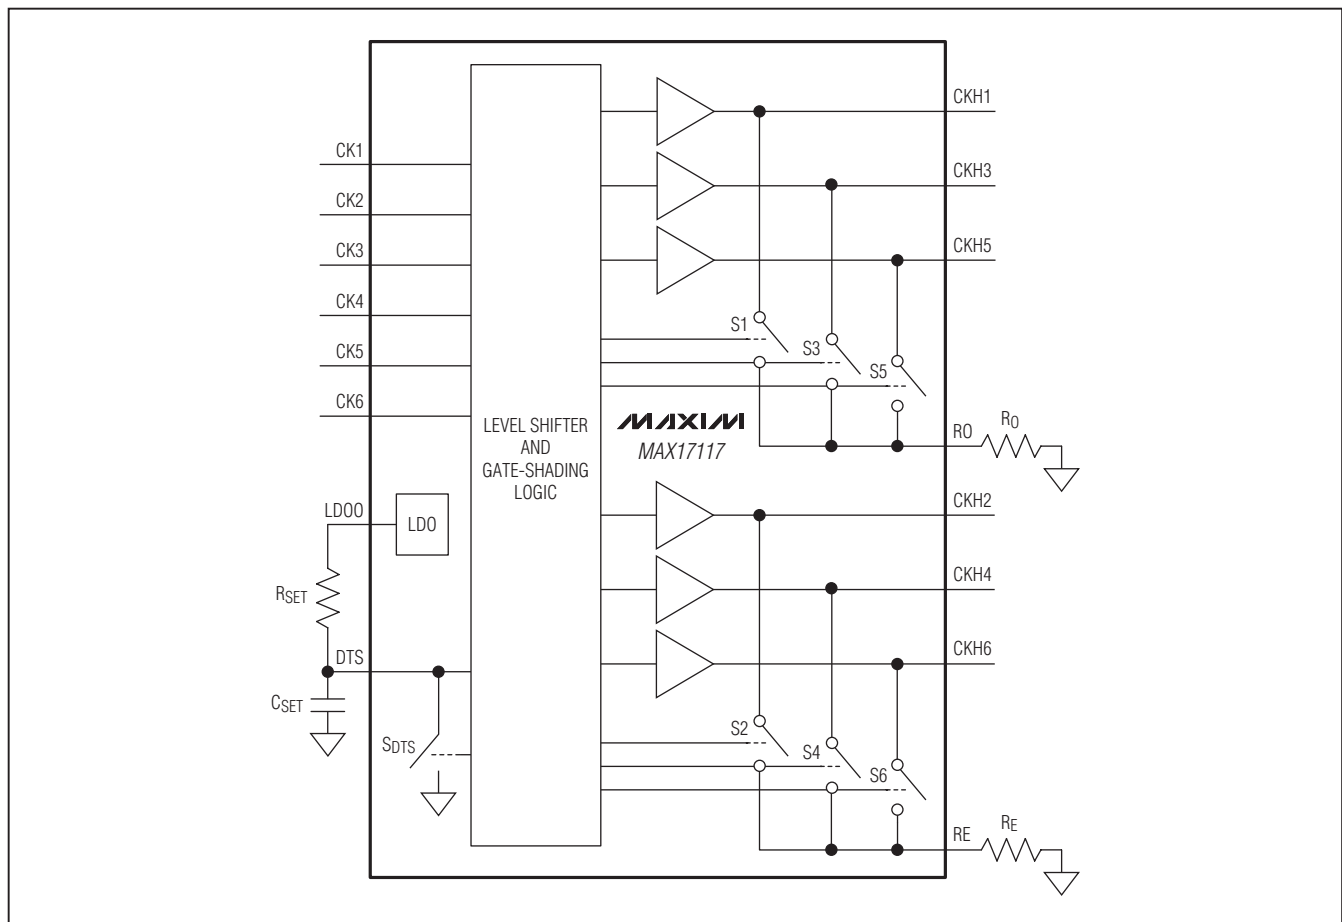 CKH1
CK1
CKH3
CK2
CK3
CKH5
CK4
S1
S3
CK5
S5
CK6
LEVEL SHIFTER
AND
GATE-SHADING
LOGIC
MAXIM
MAX17117
RO
RO
LDOO
LDO
CKH2
RSET
CKH4
DTS
CKH6
CSET
SDTS
S2
S4
S6
RE
RE